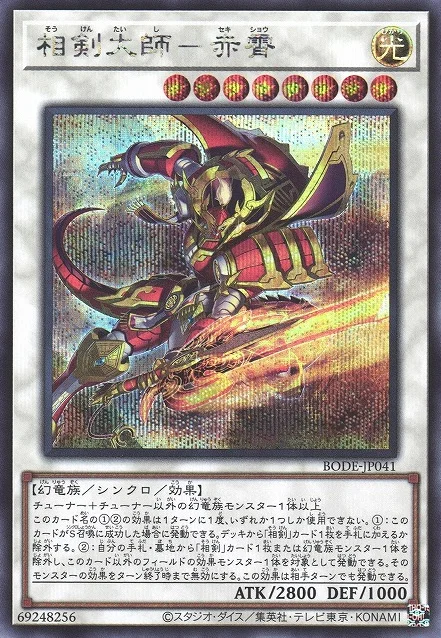 相剣大師－赤霄
光
BODE-JP041
【幻竜族／シンクロ／効果】
チューナー＋チューナー以外の幻竜族モンスター1体以上
このカード名の①②の効果は1ターンに1度、いずれか1つしか使用できない。①：この
カードがS召喚に成功した場合に発動できる。デッキから「相剣」カード1枚を手札に加えるか
除外する。②：自分の手札・墓地から「相剣」カード1枚または幻竜族モンスター1体を
除外し、このカード以外のフィールドの効果モンスター1体を対象として発動できる。その
モンスターの効果をターン終了時まで無効にする。この効果は相手ターンでも発動できる。
ATK/2800 DEF/1000
69248256
©スタジオ・ダイス／集英社・テレビ東京・KONAMI